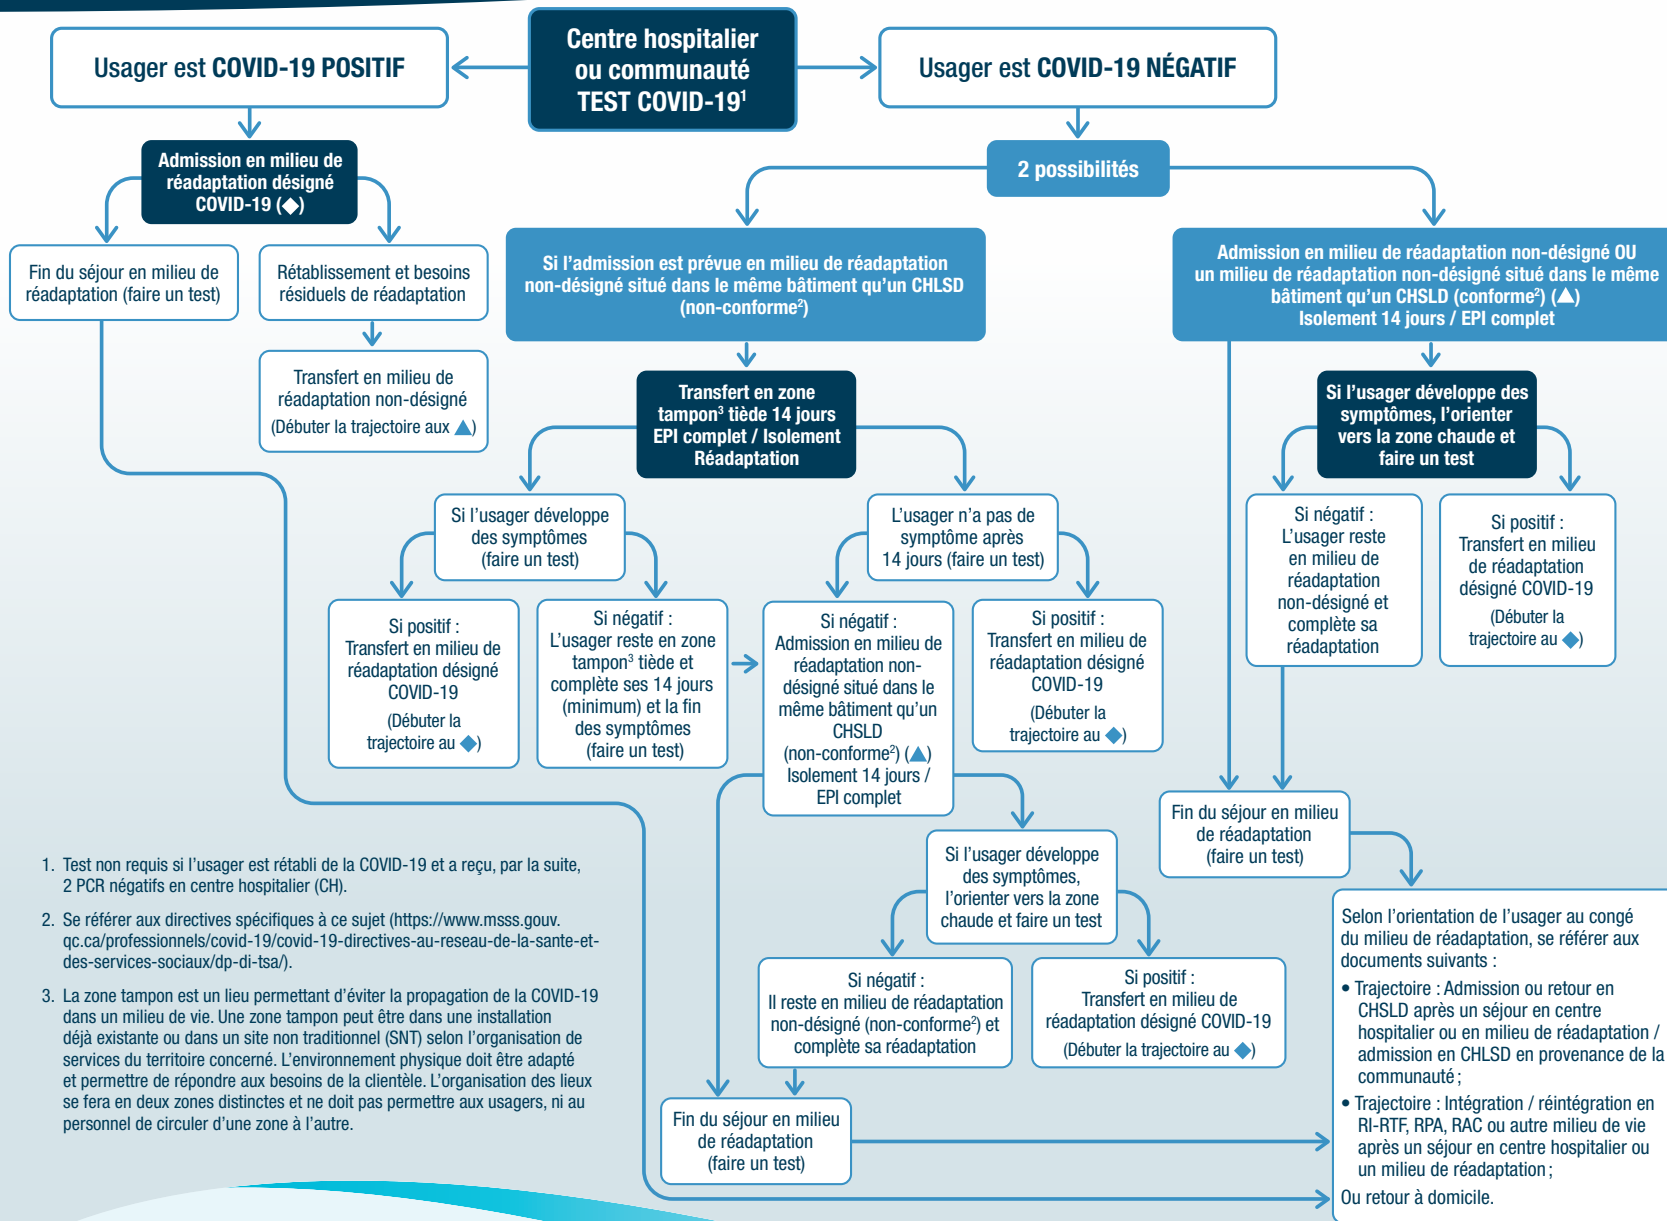 Centre hospitalier
ou communauté
TEST COVID-19¹
Usager est COVID-19 POSITIF
Usager est COVID-19 NÉGATIF
Admission en milieu de
réadaptation désigné
COVID-19 (◆)
2 possibilités
Fin du séjour en milieu de
réadaptation (faire un test)
Rétablissement et besoins
résiduels de réadaptation
Transfert en milieu de
réadaptation non-désigné
(Débuter la trajectoire aux ▲)
Si l'admission est prévue en milieu de réadaptation
non-désigné situé dans le même bâtiment qu'un CHLSD
(non-conforme²)
Admission en milieu de réadaptation non-désigné OU
un milieu de réadaptation non-désigné situé dans le même
bâtiment qu'un CHSLD (conforme²) (▲)
Isolement 14 jours / EPI complet
Transfert en zone
tampon³ tiède 14 jours
EPI complet / Isolement
Réadaptation
Si l'usager développe des
symptômes, l'orienter
vers la zone chaude et
faire un test
Si l'usager développe
des symptômes
(faire un test)
L'usager n'a pas de
symptôme après
14 jours (faire un test)
Si négatif :
L'usager reste
en milieu de
réadaptation
non-désigné et
complète sa
réadaptation
Si positif :
Transfert en milieu
de réadaptation
désigné COVID-19
(Débuter la
trajectoire au ◆)
Si positif :
Transfert en milieu de
réadaptation désigné
COVID-19
(Débuter la
trajectoire au ◆)
Si négatif :
L'usager reste en zone
tampon³ tiède et
complète ses 14 jours
(minimum) et la fin
des symptômes
(faire un test)
Si négatif :
Admission en milieu de
réadaptation non-
désigné situé dans le
même bâtiment qu'un
CHSLD
(non-conforme²) (▲)
Isolement 14 jours /
EPI complet
Si positif :
Transfert en milieu de
réadaptation désigné
COVID-19
(Débuter la
trajectoire au ◆)
Fin du séjour en milieu
de réadaptation
(faire un test)
Si l'usager développe
des symptômes,
l'orienter vers la zone
chaude et faire un test
Si négatif :
Il reste en milieu de réadaptation
non-désigné (non-conforme²) et
complète sa réadaptation
Si positif :
Transfert en milieu de
réadaptation désigné COVID-19
(Débuter la trajectoire au ◆)
Fin du séjour en milieu
de réadaptation
(faire un test)
Selon l'orientation de l'usager au congé
du milieu de réadaptation, se référer aux
documents suivants :
• Trajectoire : Admission ou retour en
CHSLD après un séjour en centre
hospitalier ou en milieu de réadaptation /
admission en CHLSD en provenance de la
communauté ;
• Trajectoire : Intégration / réintégration en
RI-RTF, RPA, RAC ou autre milieu de vie
après un séjour en centre hospitalier ou
un milieu de réadaptation ;
Ou retour à domicile.
1. Test non requis si l'usager est rétabli de la COVID-19 et a reçu, par la suite,
2 PCR négatifs en centre hospitalier (CH).
2. Se référer aux directives spécifiques à ce sujet (https://www.msss.gouv.
qc.ca/professionnels/covid-19/covid-19-directives-au-reseau-de-la-sante-et-
des-services-sociaux/dp-di-tsa/).
3. La zone tampon est un lieu permettant d'éviter la propagation de la COVID-19
dans un milieu de vie. Une zone tampon peut être dans une installation
déjà existante ou dans un site non traditionnel (SNT) selon l'organisation de
services du territoire concerné. L'environnement physique doit être adapté
et permettre de répondre aux besoins de la clientèle. L'organisation des lieux
se fera en deux zones distinctes et ne doit pas permettre aux usagers, ni au
personnel de circuler d'une zone à l'autre.